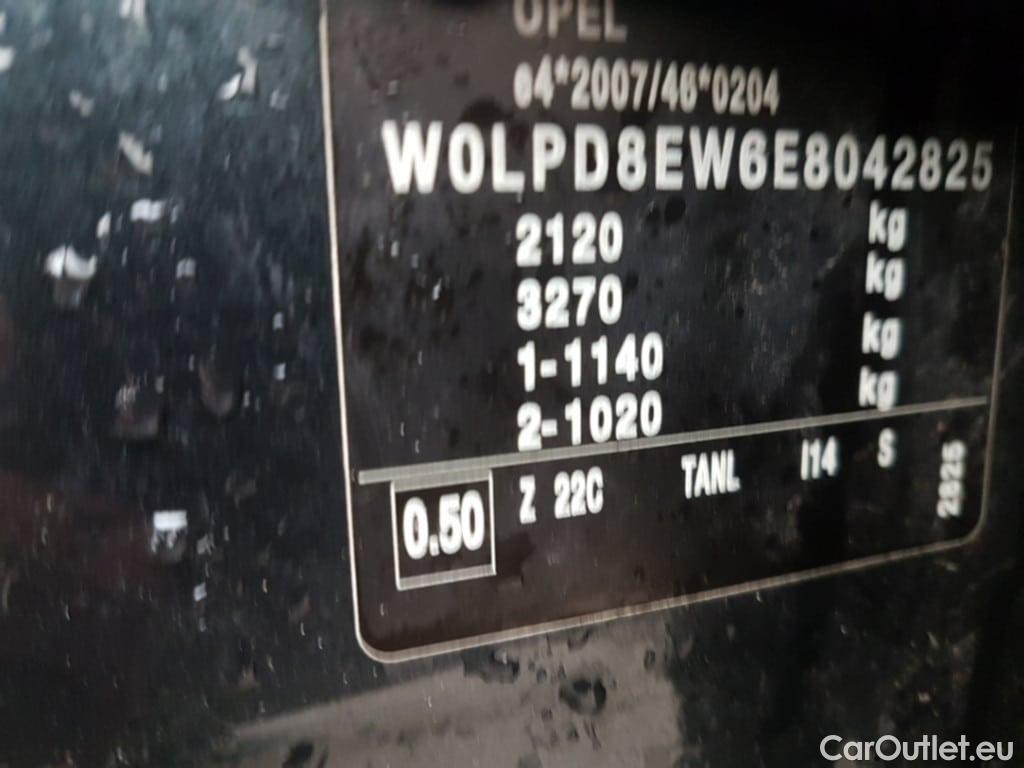 OPEL
e4*2007/46*0204
W0LPD8EW6E8042825
2120 kg
3270 kg
1-1140 kg
2-1020 kg
0.50 Z 22C TANL I14 S 2825
CarOutlet.eu